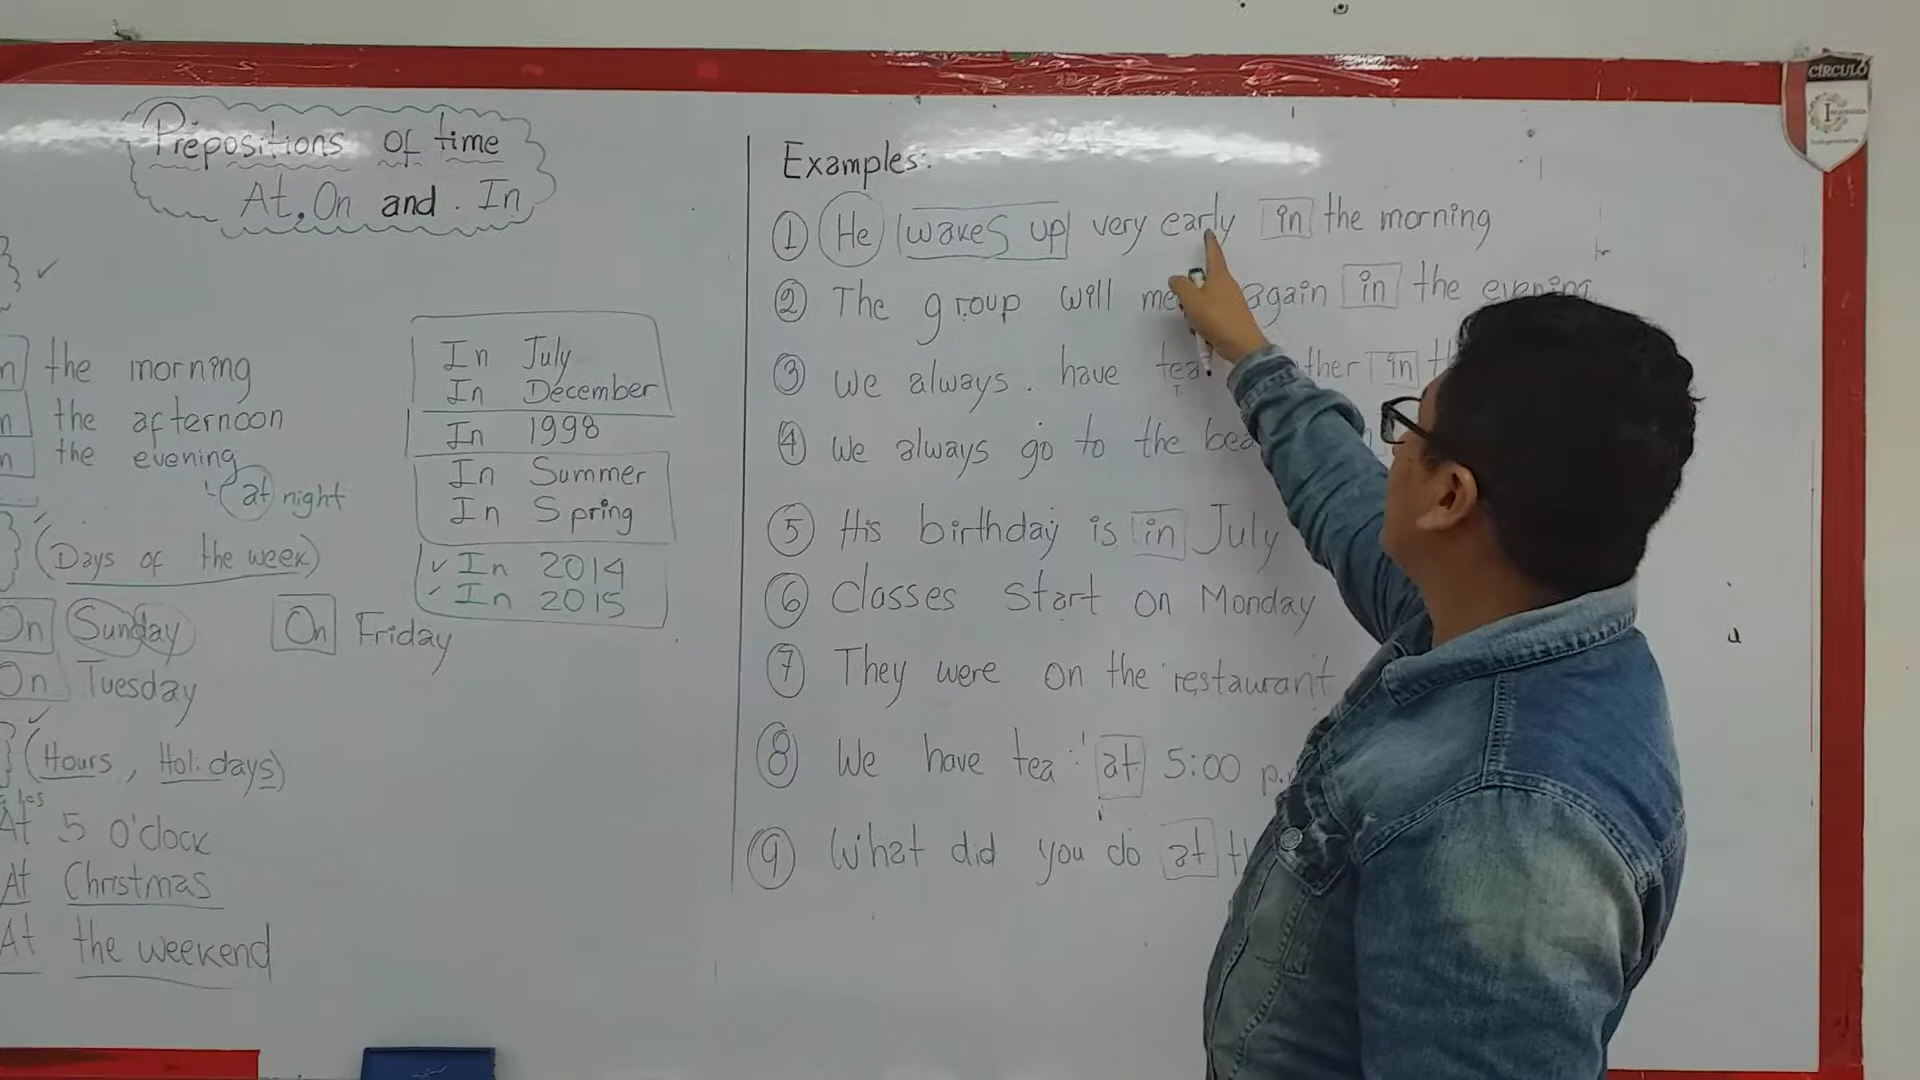 Prepositions of time
At, On and . In
the morning
the afternoon
the evening
at night
(Days of the week)
On Sunday
On Friday
On Tuesday
(Hours, Holidays)
At 5 o'clock
At Christmas
At the weekend
In July
In December
In 1998
In Summer
In Spring
✓ In 2014
✓ In 2015
Examples:
① He wakes up very early in the morning
② The group will again in the evening
③ We always . have tea in
④ We always go to the
⑤ His birthday is in July
⑥ Classes start on Monday
⑦ They were on the restaurant
⑧ We have tea at 5:00
⑨ What did you do at
CÍRCULO